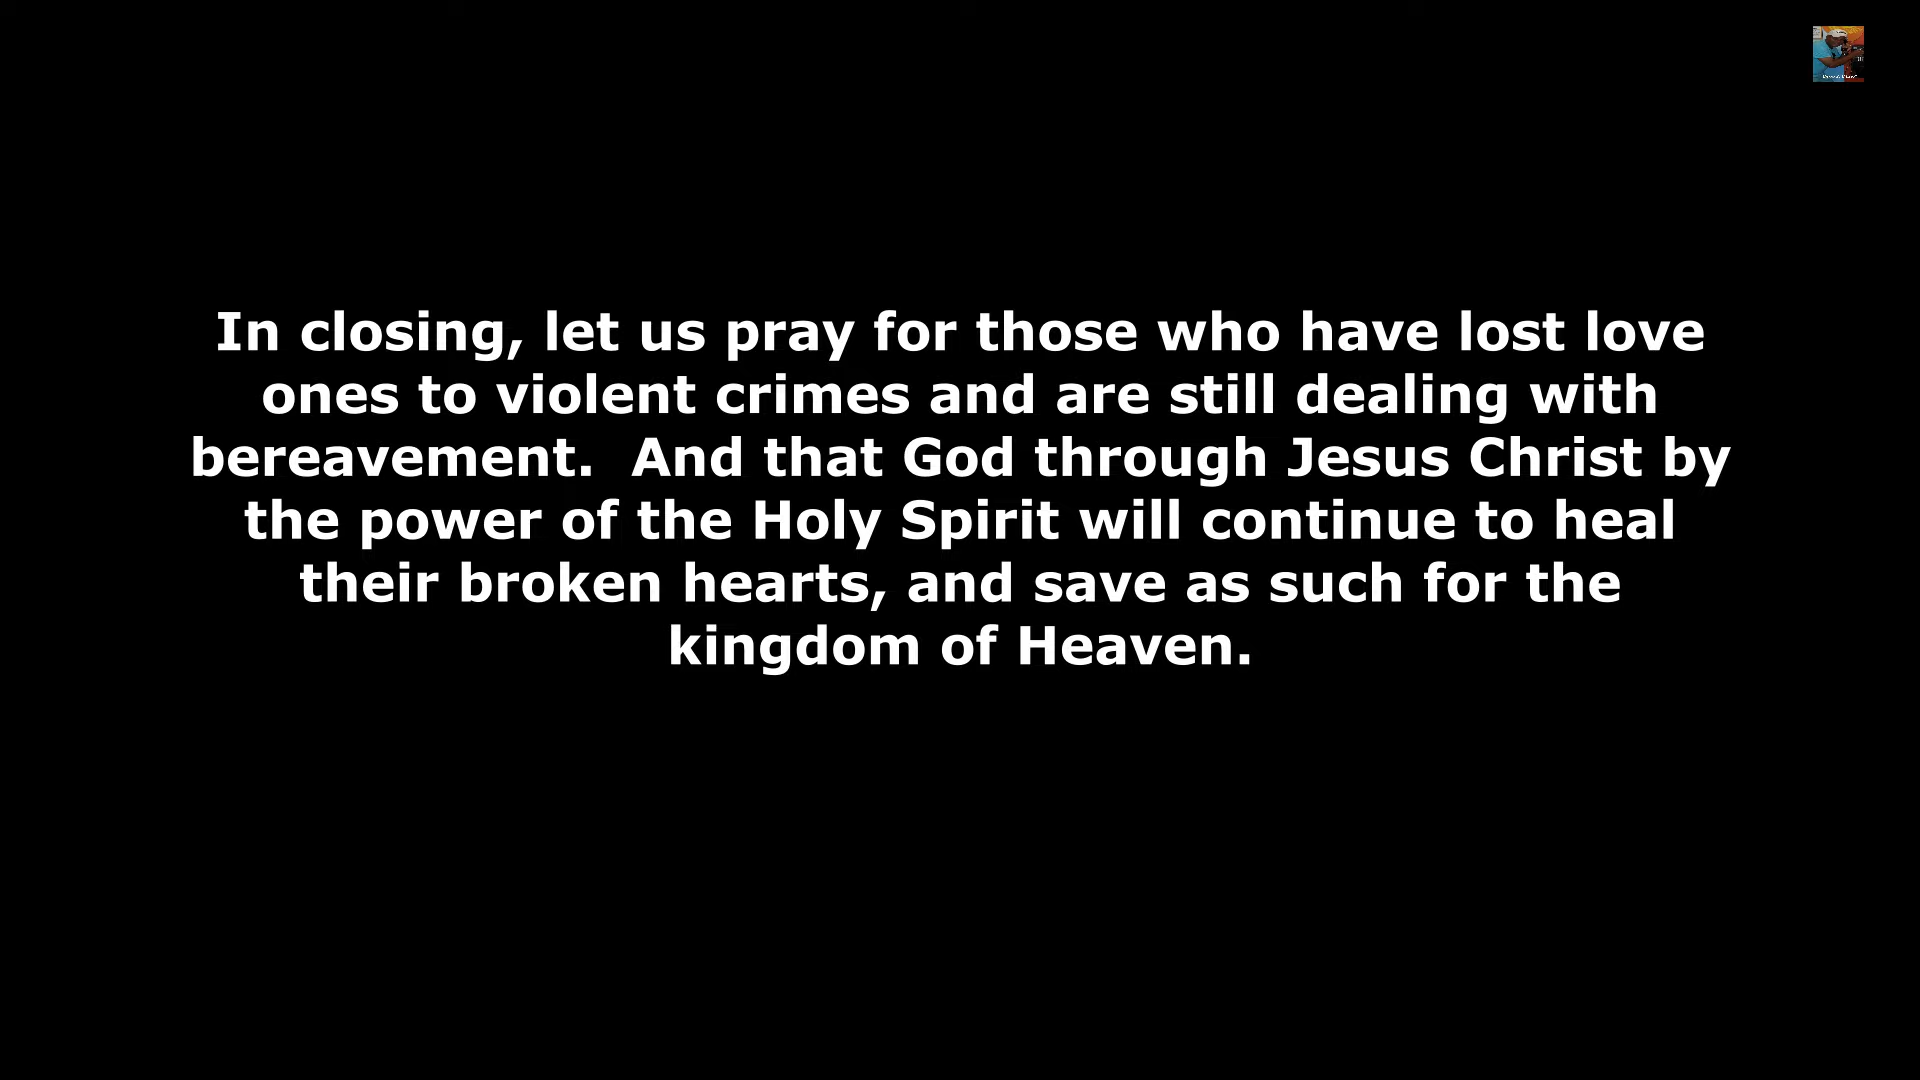 In closing, let us pray for those who have lost love
ones to violent crimes and are still dealing with
bereavement.  And that God through Jesus Christ by
the power of the Holy Spirit will continue to heal
their broken hearts, and save as such for the
kingdom of Heaven.